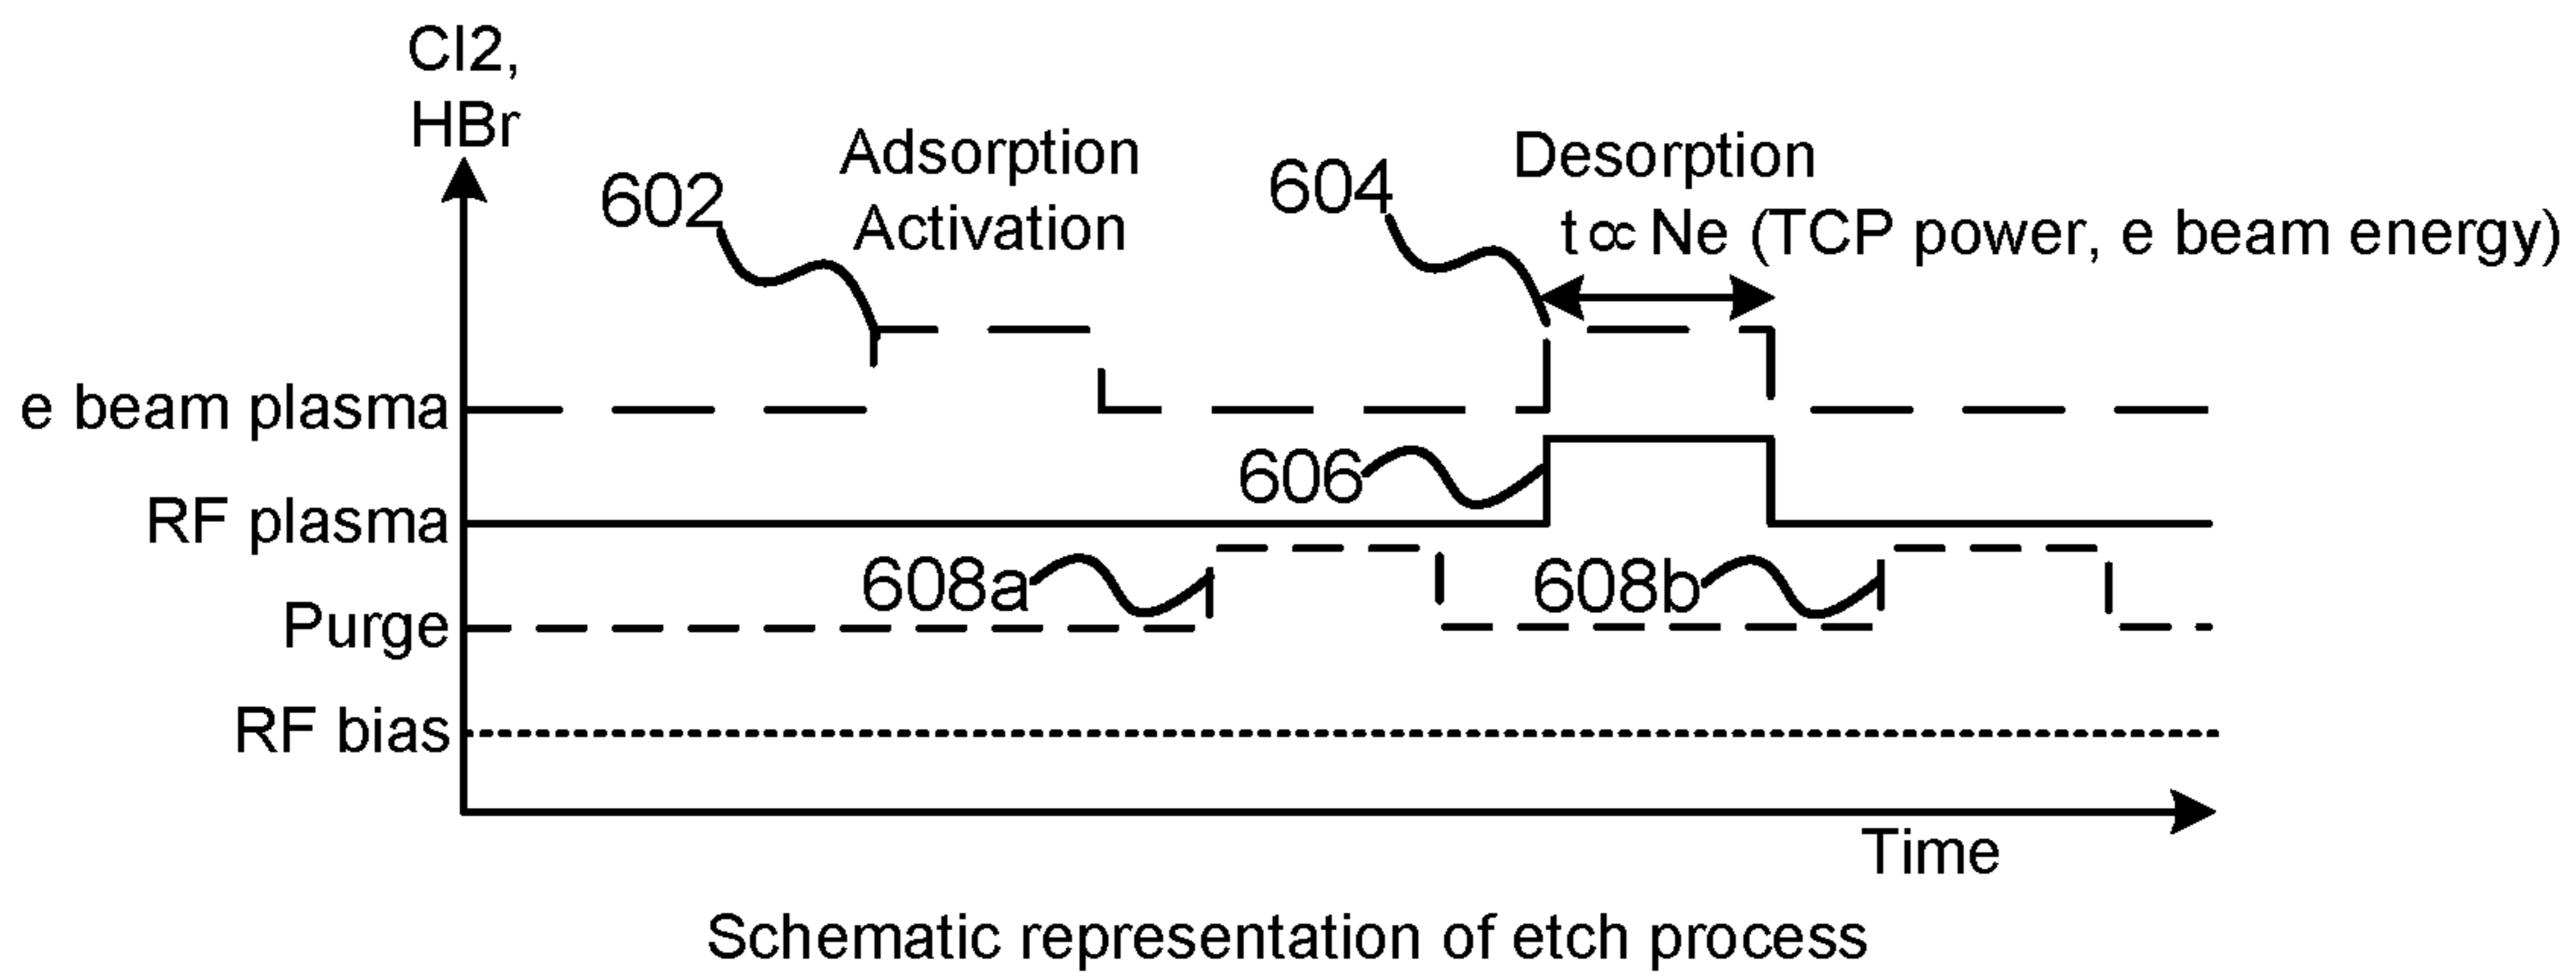 Cl2,
HBr
Adsorption
Activation
602
604
Desorption
t∝Ne (TCP power, e beam energy)
e beam plasma
606
RF plasma
608a
608b
Purge
RF bias
Time
Schematic representation of etch process